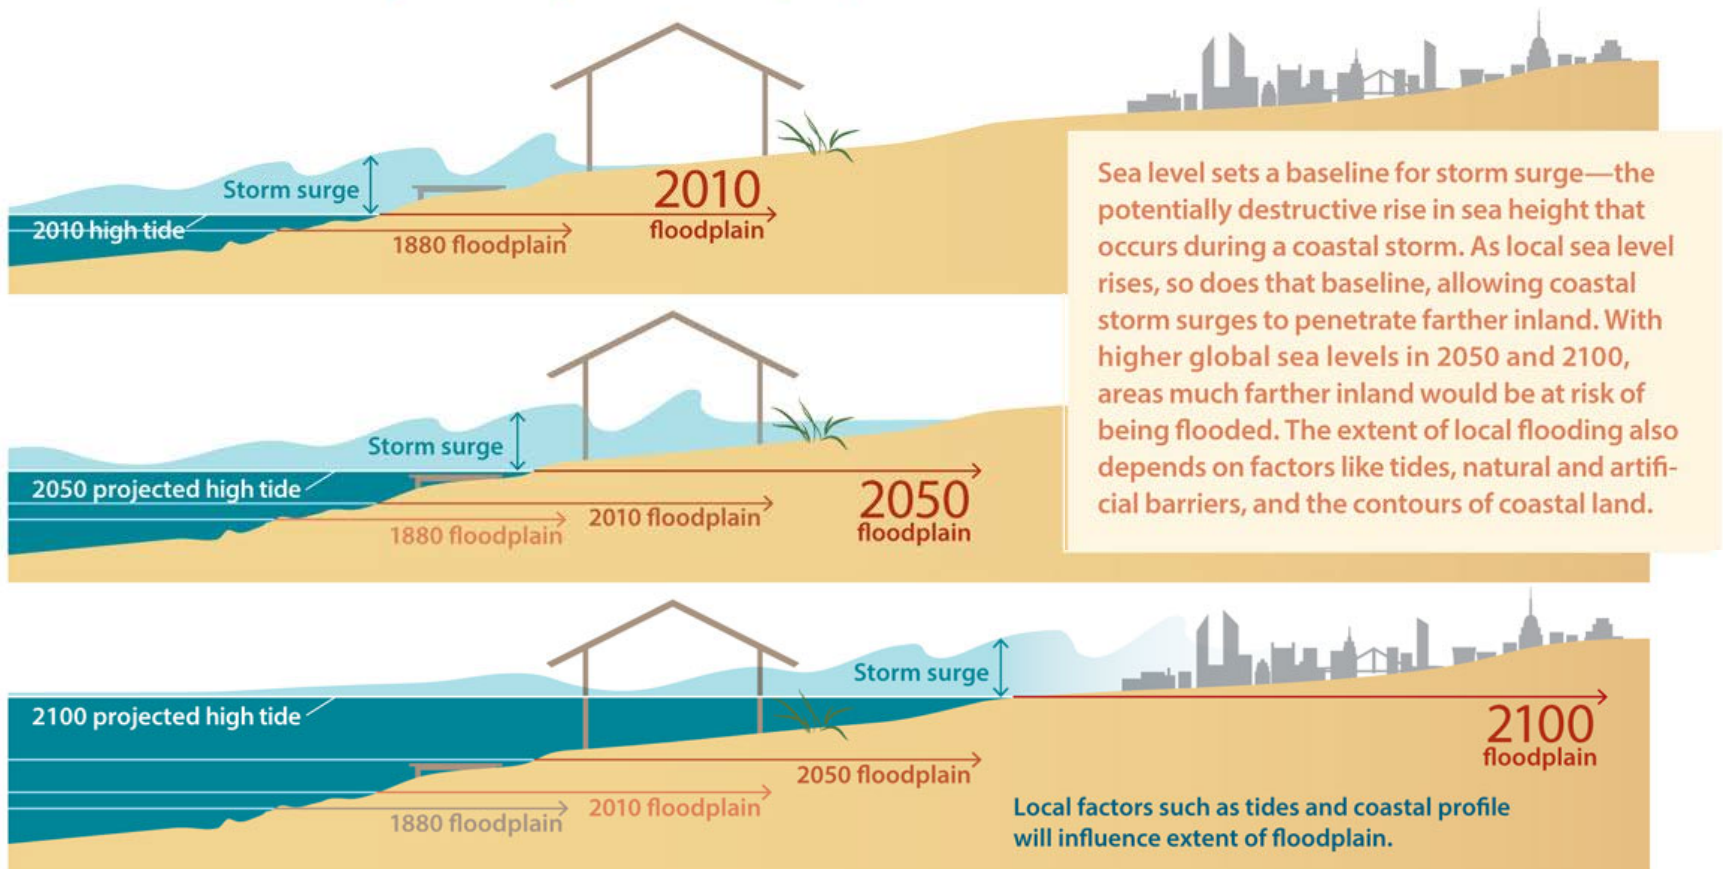 Storm surge
2010 high tide
1880 floodplain
2010
floodplain
Sea level sets a baseline for storm surge—the
potentially destructive rise in sea height that
occurs during a coastal storm. As local sea level
rises, so does that baseline, allowing coastal
storm surges to penetrate farther inland. With
higher global sea levels in 2050 and 2100,
areas much farther inland would be at risk of
being flooded. The extent of local flooding also
depends on factors like tides, natural and artifi-
cial barriers, and the contours of coastal land.
Storm surge
2050 projected high tide
1880 floodplain
2010 floodplain
2050
floodplain
Storm surge
2100 projected high tide
1880 floodplain
2010 floodplain
2050 floodplain
2100
floodplain
Local factors such as tides and coastal profile
will influence extent of floodplain.